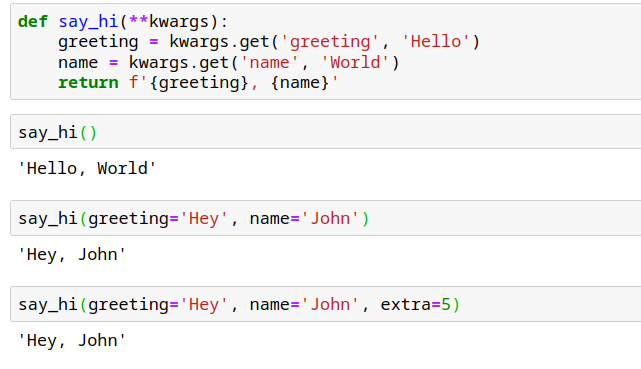 def say_hi(**kwargs):
    greeting = kwargs.get('greeting', 'Hello')
    name = kwargs.get('name', 'World')
    return f'{greeting}, {name}'
say_hi()
'Hello, World'
say_hi(greeting='Hey', name='John')
'Hey, John'
say_hi(greeting='Hey', name='John', extra=5)
'Hey, John'